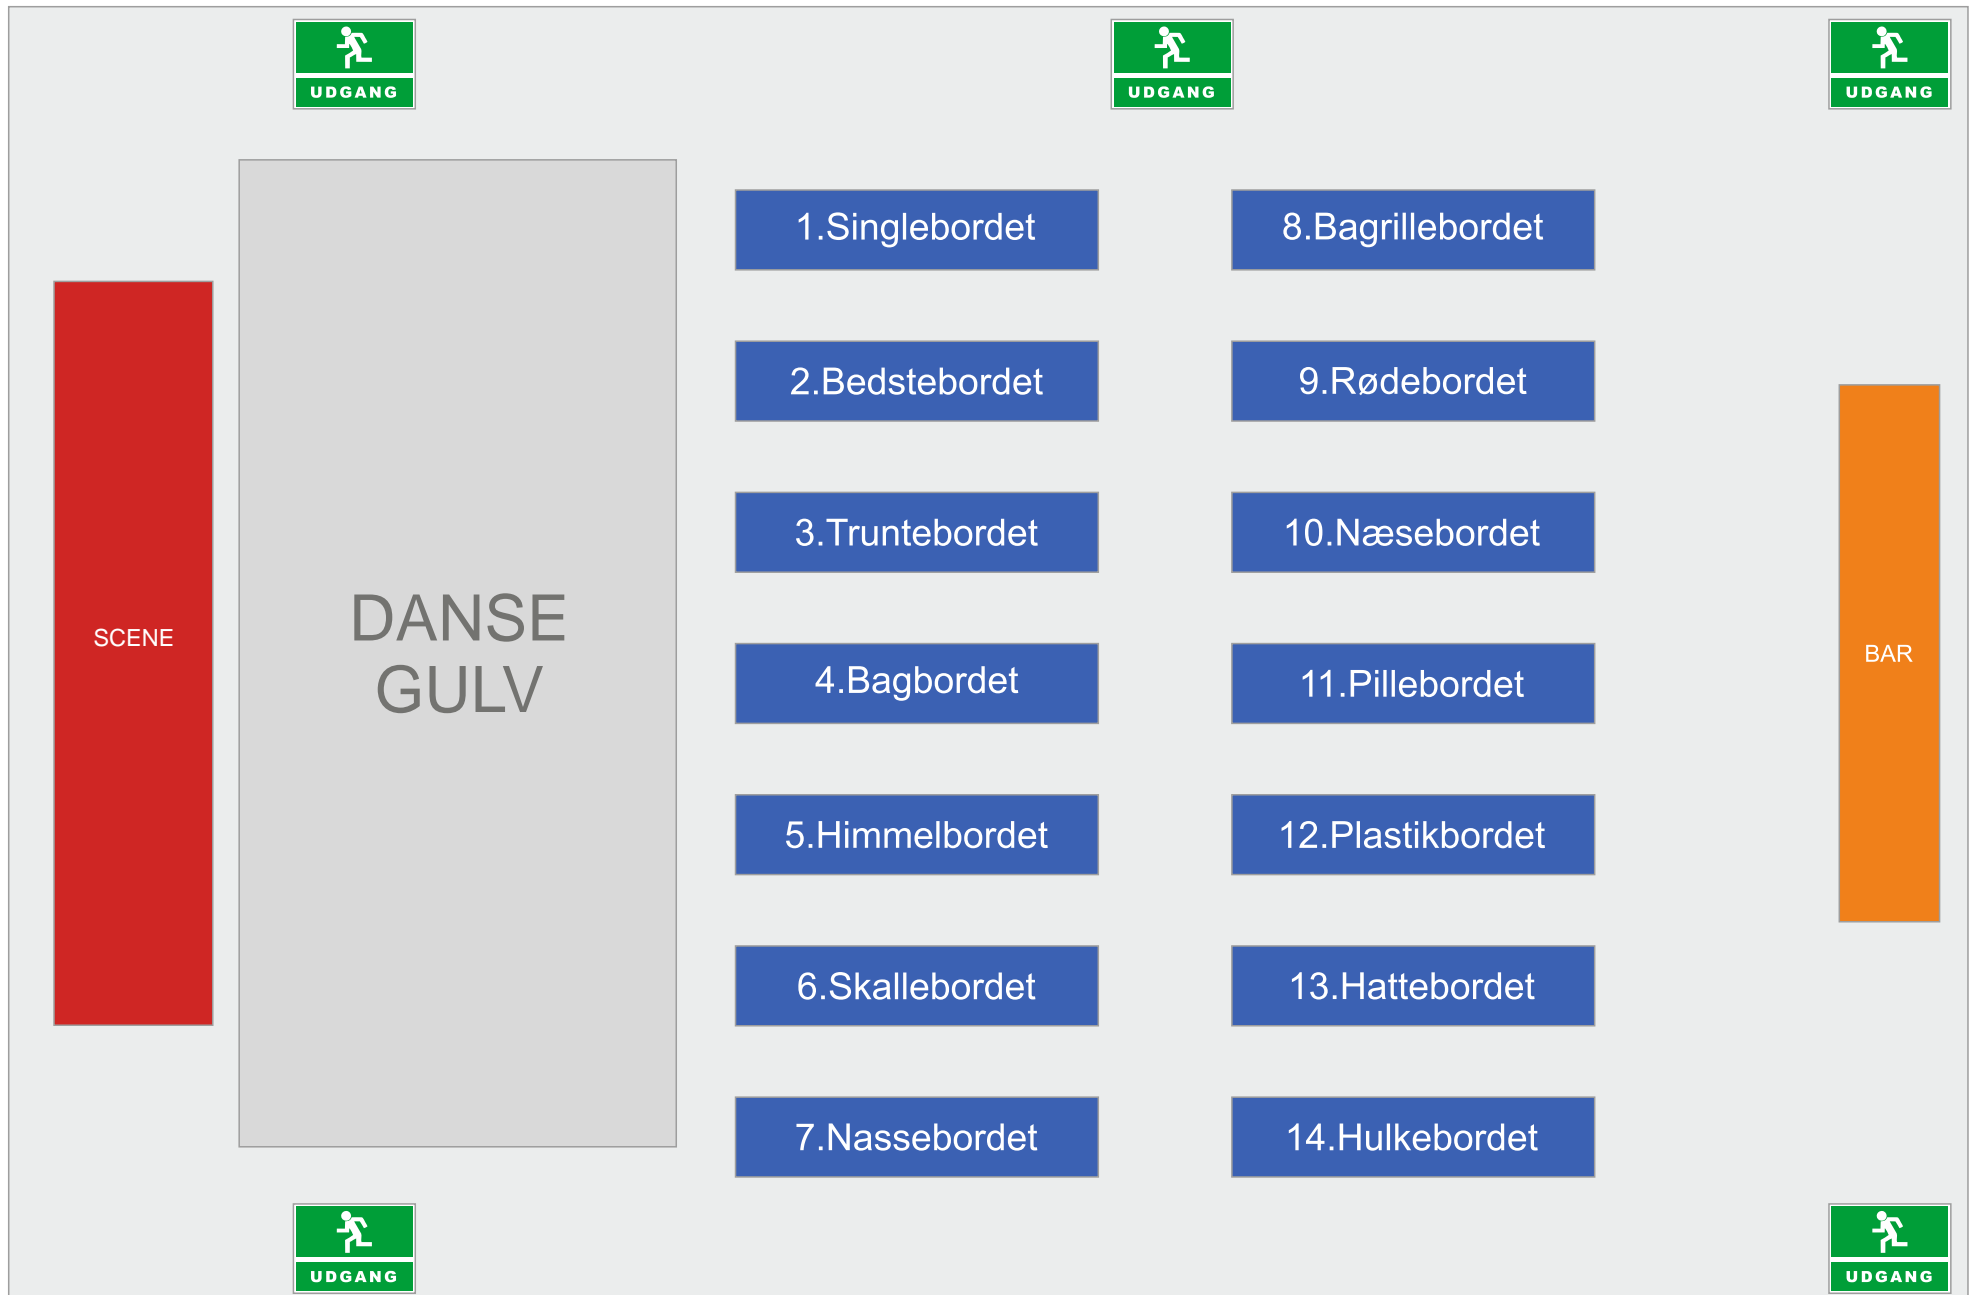 UDGANG
UDGANG
UDGANG
1.Singlebordet
8.Bagrillebordet
2.Bedstebordet
9.Rødebordet
3.Truntebordet
10.Næsebordet
SCENE
DANSE
GULV
4.Bagbordet
11.Pillebordet
BAR
5.Himmelbordet
12.Plastikbordet
6.Skallebordet
13.Hattebordet
7.Nassebordet
14.Hulkebordet
UDGANG
UDGANG